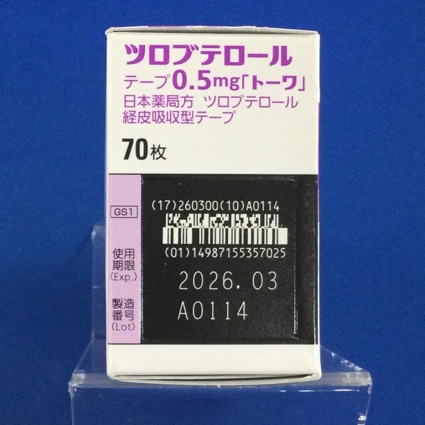 ツロブテロール
テープ0.5mg「トーワ」
日本薬局方 ツロブテロール
経皮吸収型テープ
70枚
(17)260300(10)A0114
GS1
(01)14987155357025
使用
期限
(Exp.)
2026.03
製造
番号
(Lot)
A0114